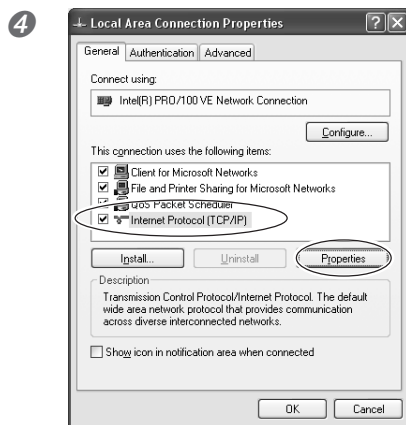 4
Local Area Connection Properties
General Authentication Advanced
Connect using:
Intel(R) PRO/100 VE Network Connection
Configure...
This connection uses the following items:
Client for Microsoft Networks
File and Printer Sharing for Microsoft Networks
QoS Packet Scheduler
Internet Protocol (TCP/IP)
Install... Uninstall Properties
Description
Transmission Control Protocol/Internet Protocol. The default
wide area network protocol that provides communication
across diverse interconnected networks.
Show icon in notification area when connected
OK Cancel